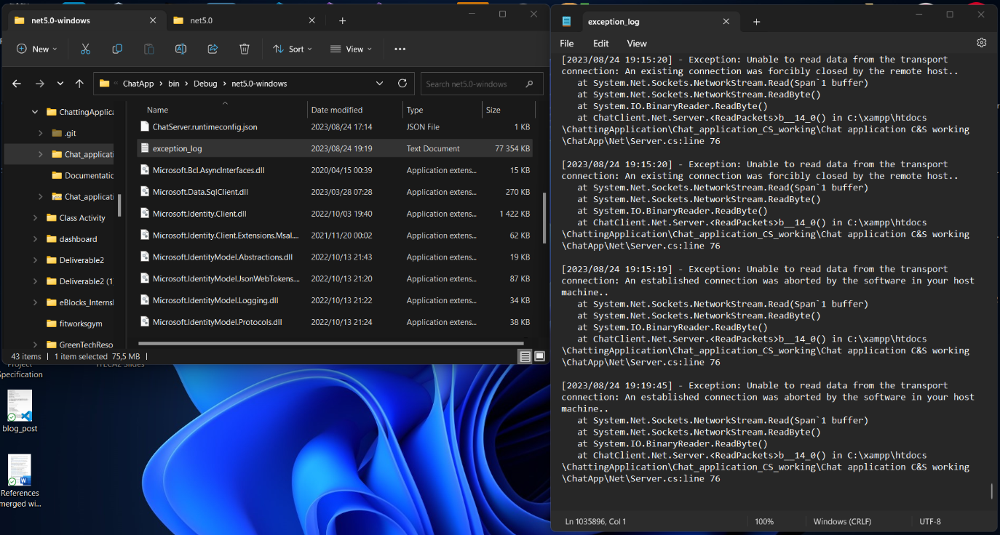 net5.0-windows
net5.0
New
Sort
View
ChatApp > bin > Debug > net5.0-windows
Search net5.0-windows
ChattingApplica
.git
Chat_applicati
Documentatic
Chat_applicati
Class Activity
dashboard
Deliverable2
Deliverable2 (1)
eBlocks_Internsl
fitworksgym
GreenTechReso
Name Date modified Type Size
ChatServer.runtimeconfig.json 2023/08/24 17:14 JSON File 1 KB
exception_log 2023/08/24 19:19 Text Document 77 354 KB
Microsoft.Bcl.AsyncInterfaces.dll 2020/04/15 00:39 Application extens... 15 KB
Microsoft.Data.SqlClient.dll 2023/03/28 07:28 Application extens... 270 KB
Microsoft.Identity.Client.dll 2022/10/03 19:40 Application extens... 1 422 KB
Microsoft.Identity.Client.Extensions.Msal.... 2021/11/20 00:02 Application extens... 62 KB
Microsoft.IdentityModel.Abstractions.dll 2022/10/13 21:43 Application extens... 19 KB
Microsoft.IdentityModel.JsonWebTokens.... 2022/10/13 21:20 Application extens... 87 KB
Microsoft.IdentityModel.Logging.dll 2022/10/13 21:22 Application extens... 34 KB
Microsoft.IdentityModel.Protocols.dll 2022/10/13 21:24 Application extens... 38 KB
43 items | 1 item selected 75,5 MB |
Project
Specification
ITECA2 Slides
blog_post
References
merged wi...
exception_log
File Edit View
[2023/08/24 19:15:20] - Exception: Unable to read data from the transport
connection: An existing connection was forcibly closed by the remote host..
at System.Net.Sockets.NetworkStream.Read(Span`1 buffer)
at System.Net.Sockets.NetworkStream.ReadByte()
at System.IO.BinaryReader.ReadByte()
at ChatClient.Net.Server.<ReadPackets>b__14_0() in C:\xampp\htdocs
\ChattingApplication\Chat_application_CS_working\Chat application C&S working
\ChatApp\Net\Server.cs:line 76
[2023/08/24 19:15:20] - Exception: Unable to read data from the transport
connection: An existing connection was forcibly closed by the remote host..
at System.Net.Sockets.NetworkStream.Read(Span`1 buffer)
at System.Net.Sockets.NetworkStream.ReadByte()
at System.IO.BinaryReader.ReadByte()
at ChatClient.Net.Server.<ReadPackets>b__14_0() in C:\xampp\htdocs
\ChattingApplication\Chat_application_CS_working\Chat application C&S working
\ChatApp\Net\Server.cs:line 76
[2023/08/24 19:15:19] - Exception: Unable to read data from the transport
connection: An established connection was aborted by the software in your host
machine..
at System.Net.Sockets.NetworkStream.Read(Span`1 buffer)
at System.Net.Sockets.NetworkStream.ReadByte()
at System.IO.BinaryReader.ReadByte()
at ChatClient.Net.Server.<ReadPackets>b__14_0() in C:\xampp\htdocs
\ChattingApplication\Chat_application_CS_working\Chat application C&S working
\ChatApp\Net\Server.cs:line 76
[2023/08/24 19:19:45] - Exception: Unable to read data from the transport
connection: An established connection was aborted by the software in your host
machine..
at System.Net.Sockets.NetworkStream.Read(Span`1 buffer)
at System.Net.Sockets.NetworkStream.ReadByte()
at System.IO.BinaryReader.ReadByte()
at ChatClient.Net.Server.<ReadPackets>b__14_0() in C:\xampp\htdocs
\ChattingApplication\Chat_application_CS_working\Chat application C&S working
\ChatApp\Net\Server.cs:line 76
Ln 1035896, Col 1 100% Windows (CRLF) UTF-8